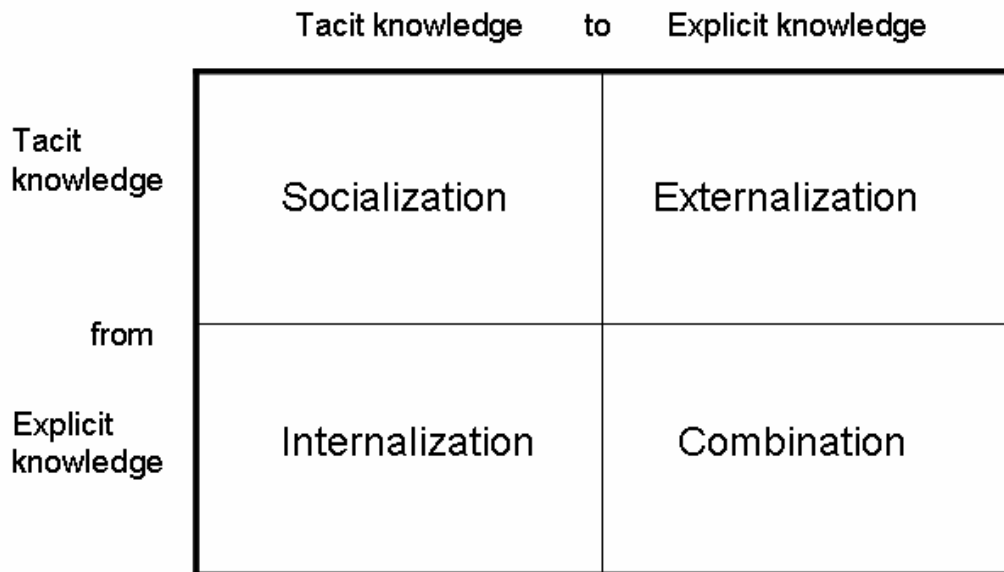 Tacit knowledge to Explicit knowledge
Tacit
knowledge
Socialization Externalization
from
Explicit
knowledge
Internalization Combination